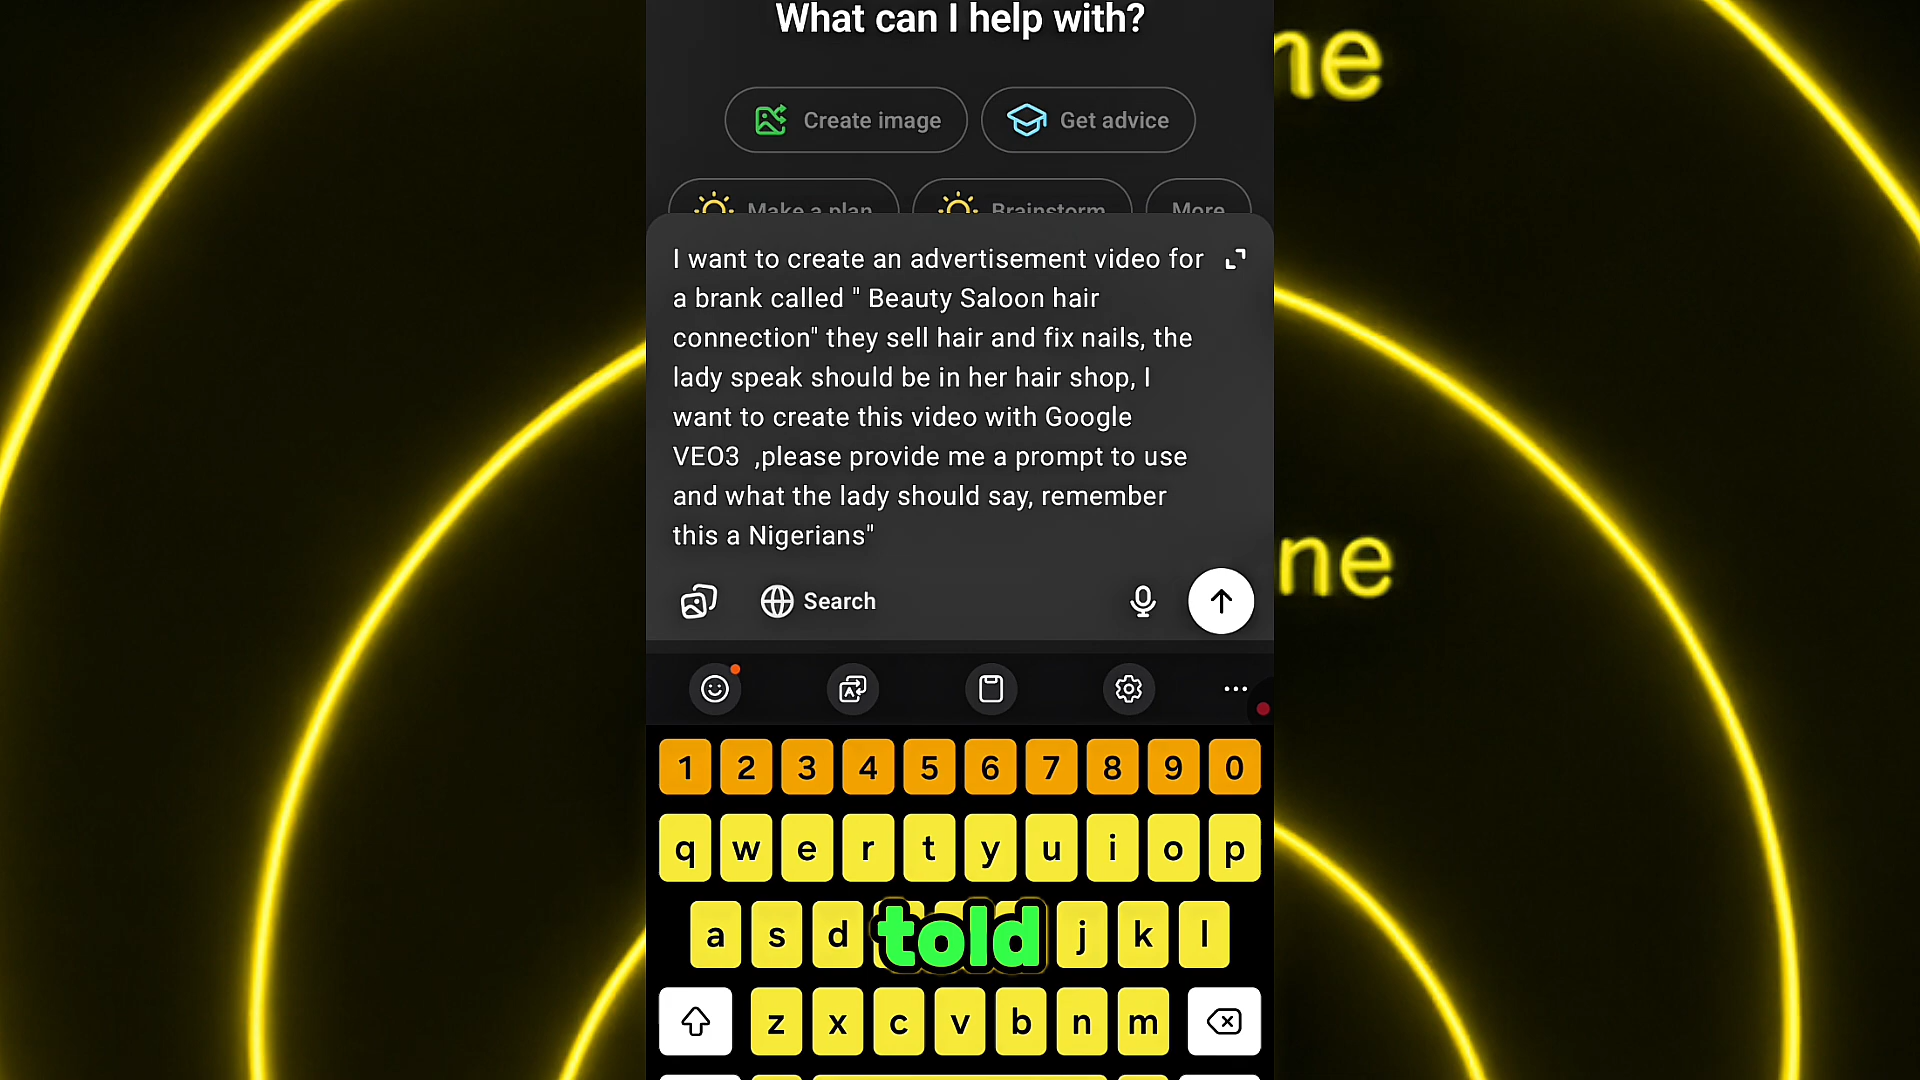 What can I help with?
ne
Create image
Get advice
Make a plan
Brainstorm
More
I want to create an advertisement video for
a brank called " Beauty Saloon hair
connection" they sell hair and fix nails, the
lady speak should be in her hair shop, I
want to create this video with Google
VEO3 ,please provide me a prompt to use
and what the lady should say, remember
this a Nigerians"
ne
Search
1 2 3 4 5 6 7 8 9 0
q w e r t y u i o p
a s d told j k l
z x c v b n m